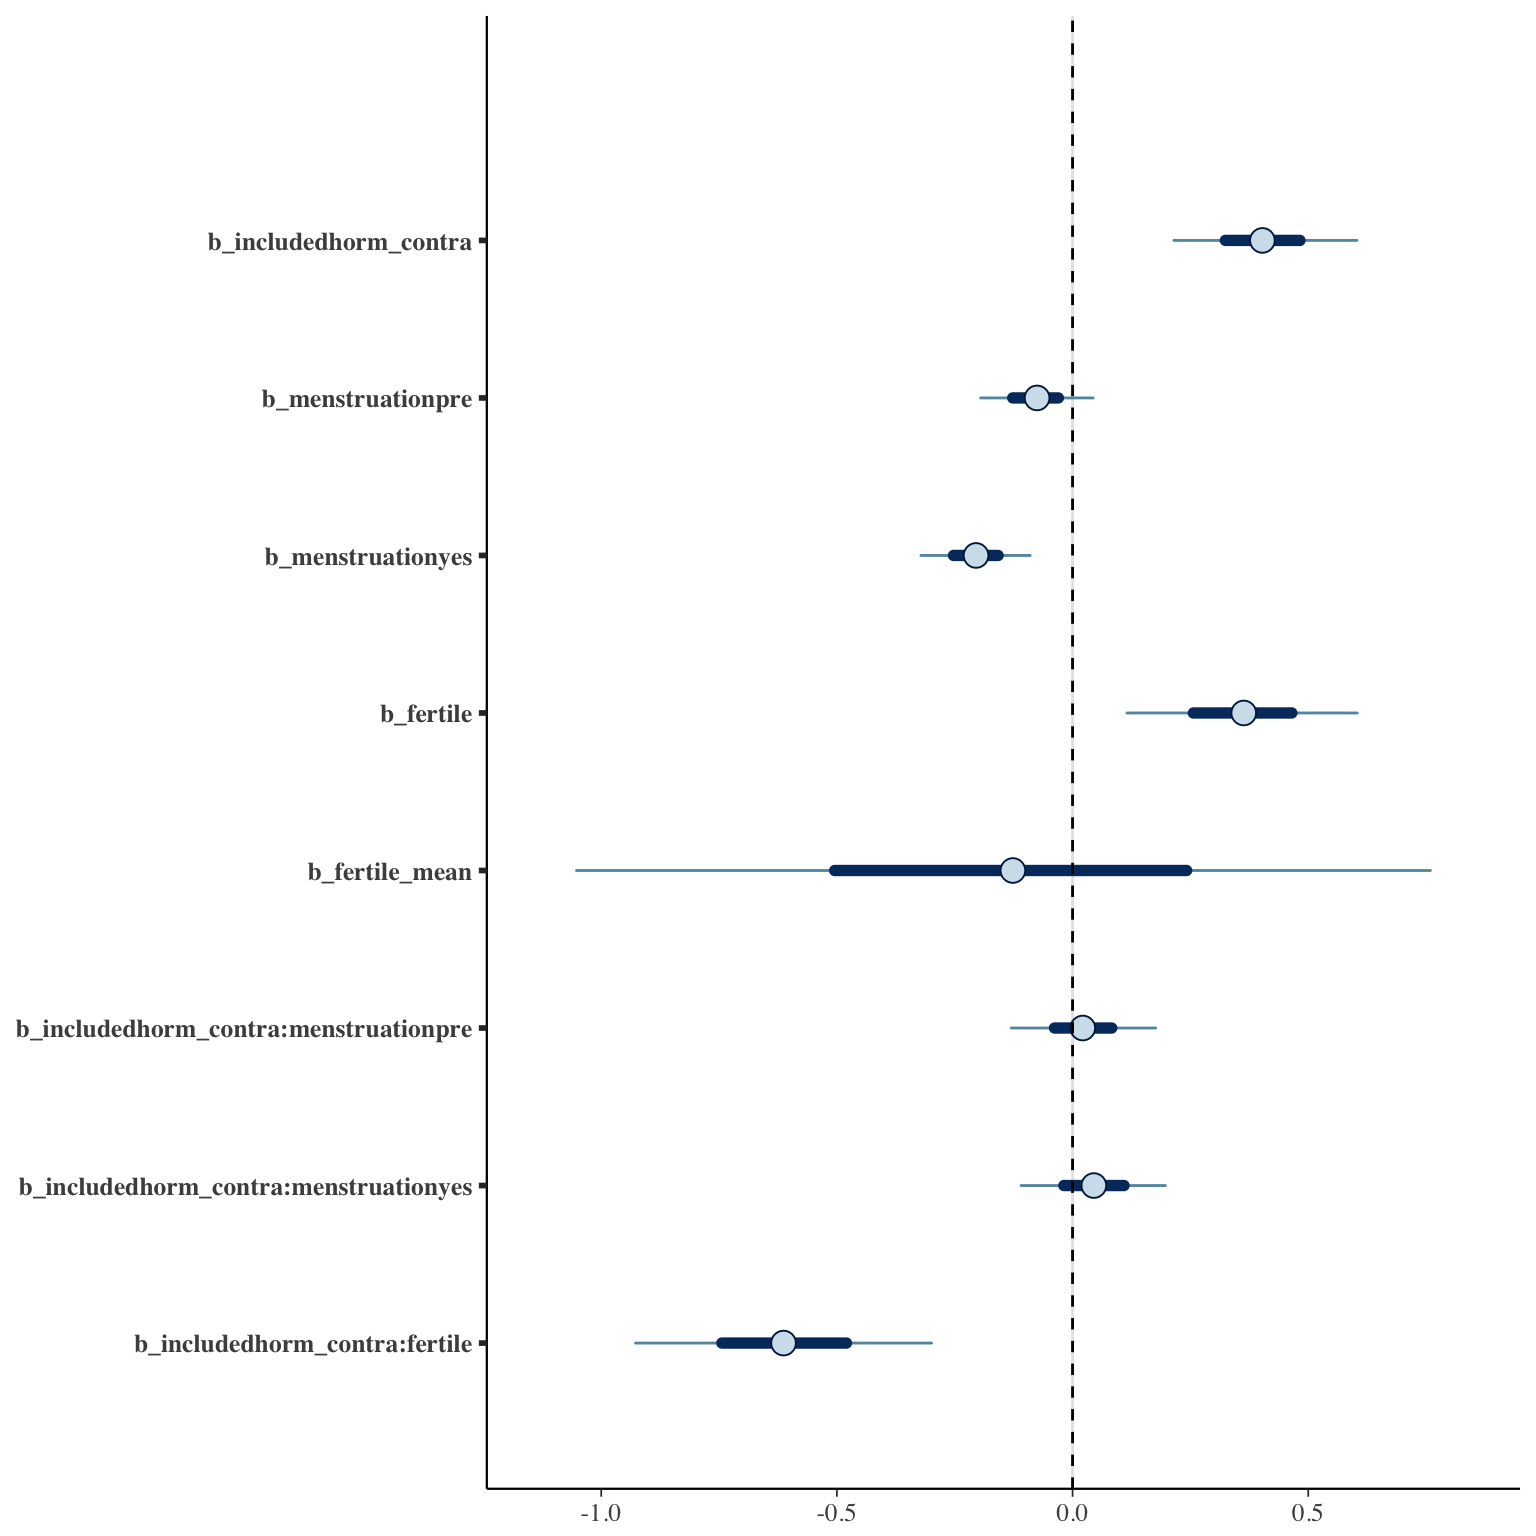 b_includedhorm_contra
b_menstruationpre
b_menstruationyes
b_fertile
b_fertile_mean
b_includedhorm_contra:menstruationpre
b_includedhorm_contra:menstruationyes
b_includedhorm_contra:fertile
-1.0 -0.5 0.0 0.5